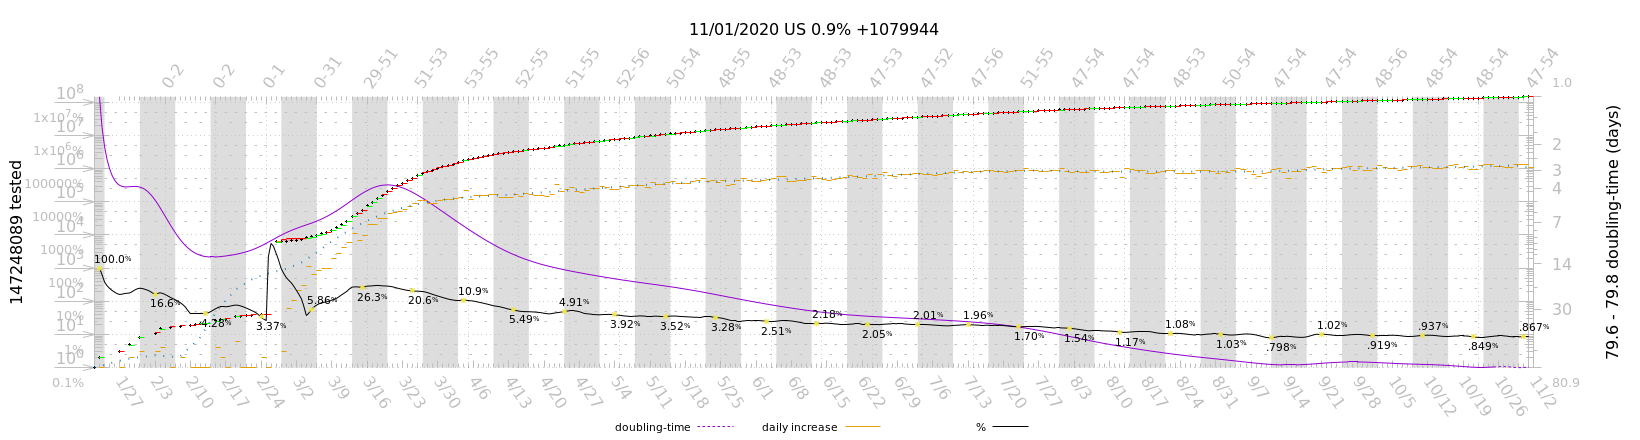 11/01/2020 US 0.9% +1079944
0-2 0-2 0-1 0-31 29-51 51-53 53-55 52-55 51-55 52-56 50-54 48-55 48-53 48-53 47-53 47-52 47-56 51-55 47-54 47-54 48-53 50-54 47-54 47-54 48-56 48-54 47-54 47-54
10⁸ 1.0
1x10⁷%
10⁷
1x10⁶% 2
10⁶
3
100000% 4
10⁵
10000%
10⁴ 7
1000%
10³ 14
100%
10²
10% 30
10¹
1%
10⁰
0.1% 80.9
147248089 tested
79.6 - 79.8 doubling-time (days)
100.0% 16.6% 4.28% 3.37% 5.86% 26.3% 20.6% 10.9% 5.49% 4.91% 3.92% 3.52% 3.28% 2.51% 2.18% 2.05% 2.01% 1.96% 1.70% 1.54% 1.17% 1.08% 1.03% .798% 1.02% .919% .937% .849% .867%
1/27 2/3 2/10 2/17 2/24 3/2 3/9 3/16 3/23 3/30 4/6 4/13 4/20 4/27 5/4 5/11 5/18 5/25 6/1 6/8 6/15 6/22 6/29 7/6 7/13 7/20 7/27 8/3 8/10 8/17 8/24 8/31 9/7 9/14 9/21 9/28 10/5 10/12 10/19 10/26 11/2
doubling-time daily increase %